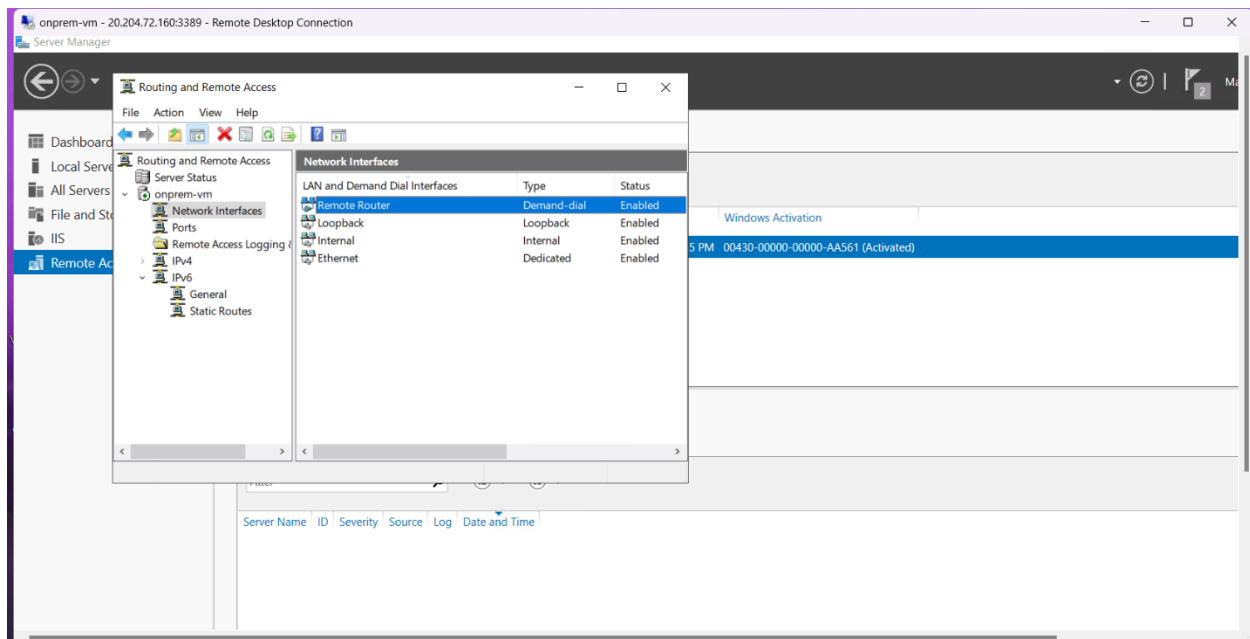 onprem-vm - 20.204.72.160:3389 - Remote Desktop Connection
Server Manager
2
Dashboard
Local Serve
All Servers
File and Sto
IIS
Remote Ac
Routing and Remote Access
File Action View Help
Routing and Remote Access
Server Status
onprem-vm
Network Interfaces
Ports
Remote Access Logging
IPv4
IPv6
General
Static Routes
Network Interfaces
LAN and Demand Dial Interfaces Type Status
Remote Router Demand-dial Enabled
Loopback Loopback Enabled
Internal Internal Enabled
Ethernet Dedicated Enabled
Windows Activation
5 PM 00430-00000-00000-AA561 (Activated)
Server Name ID Severity Source Log Date and Time